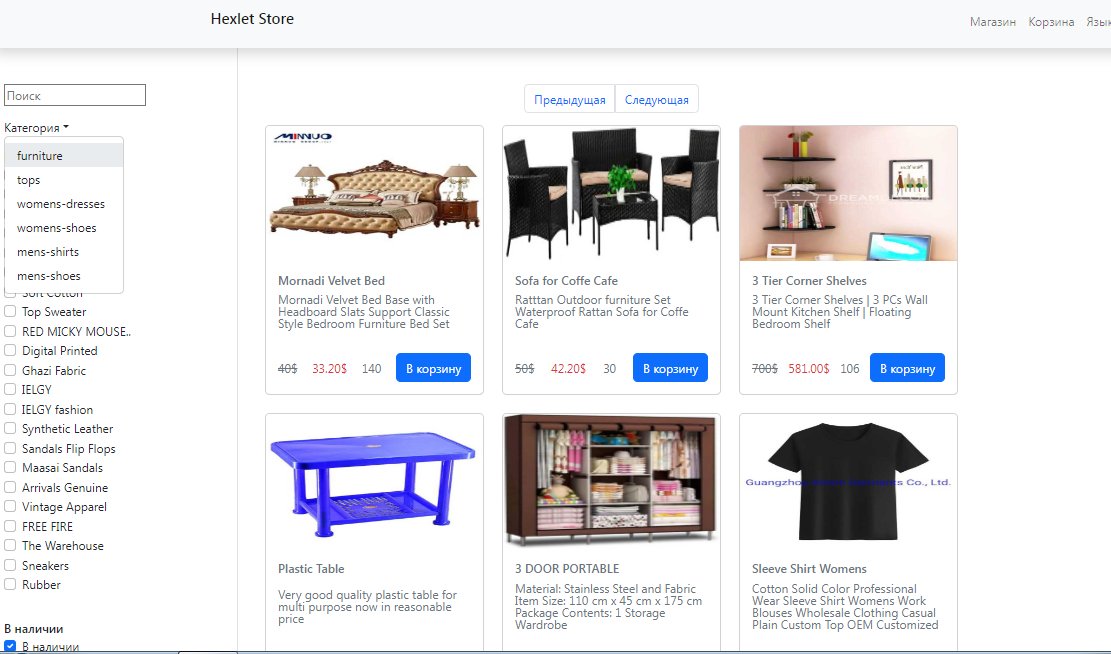 Hexlet Store
Магазин
Корзина
Поиск
Категория
furniture
tops
womens-dresses
womens-shoes
mens-shirts
mens-shoes
Soft Cotton
Top Sweater
RED MICKY MOUSE..
Digital Printed
Ghazi Fabric
IELGY
IELGY fashion
Synthetic Leather
Sandals Flip Flops
Maasai Sandals
Arrivals Genuine
Vintage Apparel
FREE FIRE
The Warehouse
Sneakers
Rubber
В наличии
В наличии
Предыдущая
Следующая
MINNUO
Mornadi Velvet Bed
Mornadi Velvet Bed Base with
Headboard Slats Support Classic
Style Bedroom Furniture Bed Set
40$ 33.20$ 140 В корзину
Sofa for Coffe Cafe
Ratttan Outdoor furniture Set
Waterproof Rattan Sofa for Coffe
Cafe
50$ 42.20$ 30 В корзину
3 Tier Corner Shelves
3 Tier Corner Shelves | 3 PCs Wall
Mount Kitchen Shelf | Floating
Bedroom Shelf
700$ 581.00$ 106 В корзину
Plastic Table
Very good quality plastic table for
multi purpose now in reasonable
price
3 DOOR PORTABLE
Material: Stainless Steel and Fabric
Item Size: 110 cm x 45 cm x 175 cm
Package Contents: 1 Storage
Wardrobe
Co., Ltd.
Sleeve Shirt Womens
Cotton Solid Color Professional
Wear Sleeve Shirt Womens Work
Blouses Wholesale Clothing Casual
Plain Custom Top OEM Customized